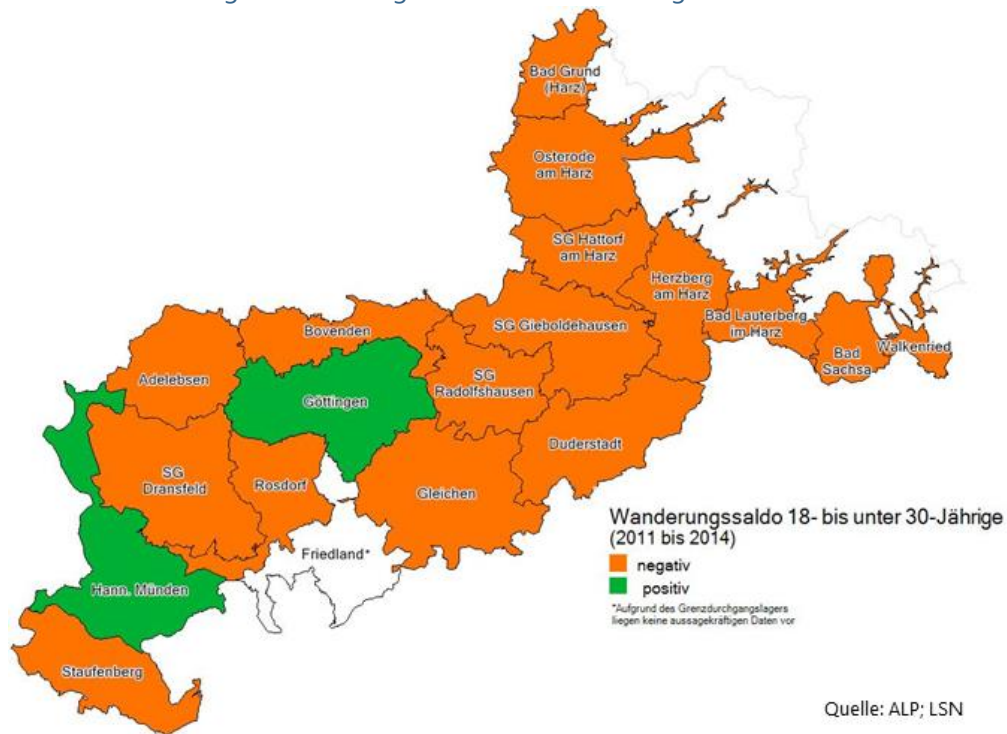 Bad Grund
(Harz)
Osterode
am Harz
SG Hattorf
am Harz
Herzberg
am Harz
Bad Lauterberg
im Harz
Bad
Sachsa
Walkenried
Bovenden
SG Gieboldehausen
Adelebsen
SG
Radolfshausen
Göttingen
Duderstadt
SG
Dransfeld
Rosdorf
Gleichen
Friedland*
Hann. Münden
Staufenberg
Wanderungssaldo 18- bis unter 30-Jährige
(2011 bis 2014)
negativ
positiv
*Aufgrund des Grenzdurchgangslagers
liegen keine aussagekräftigen Daten vor
Quelle: ALP; LSN